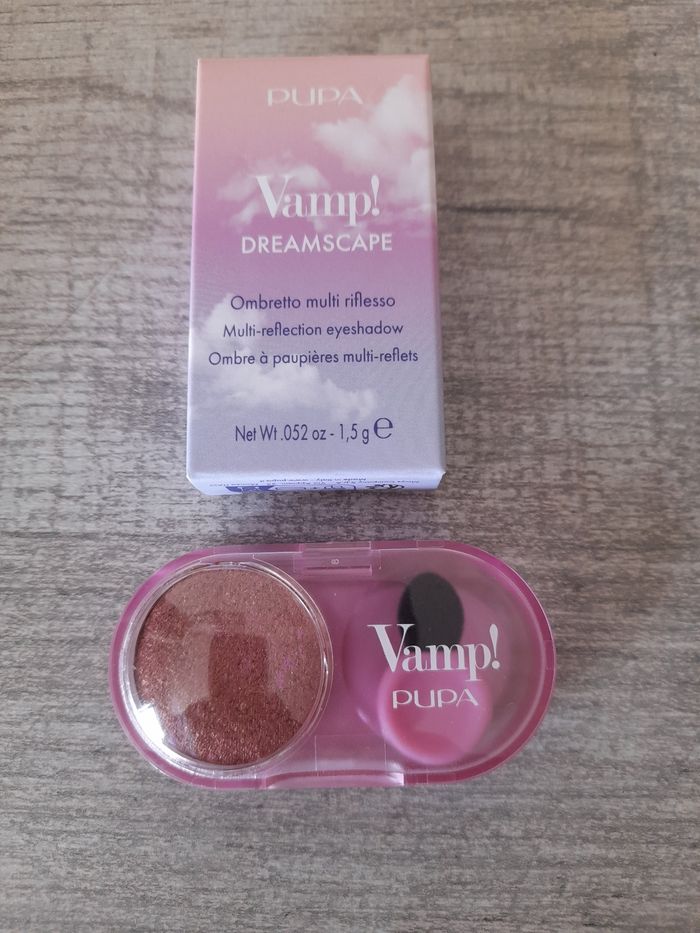 PUPA
Vamp!
DREAMSCAPE
Ombretto multi riflesso
Multi-reflection eyeshadow
Ombre à paupières multi-reflets
Net Wt .052 oz - 1,5 g e
Vamp!
PUPA